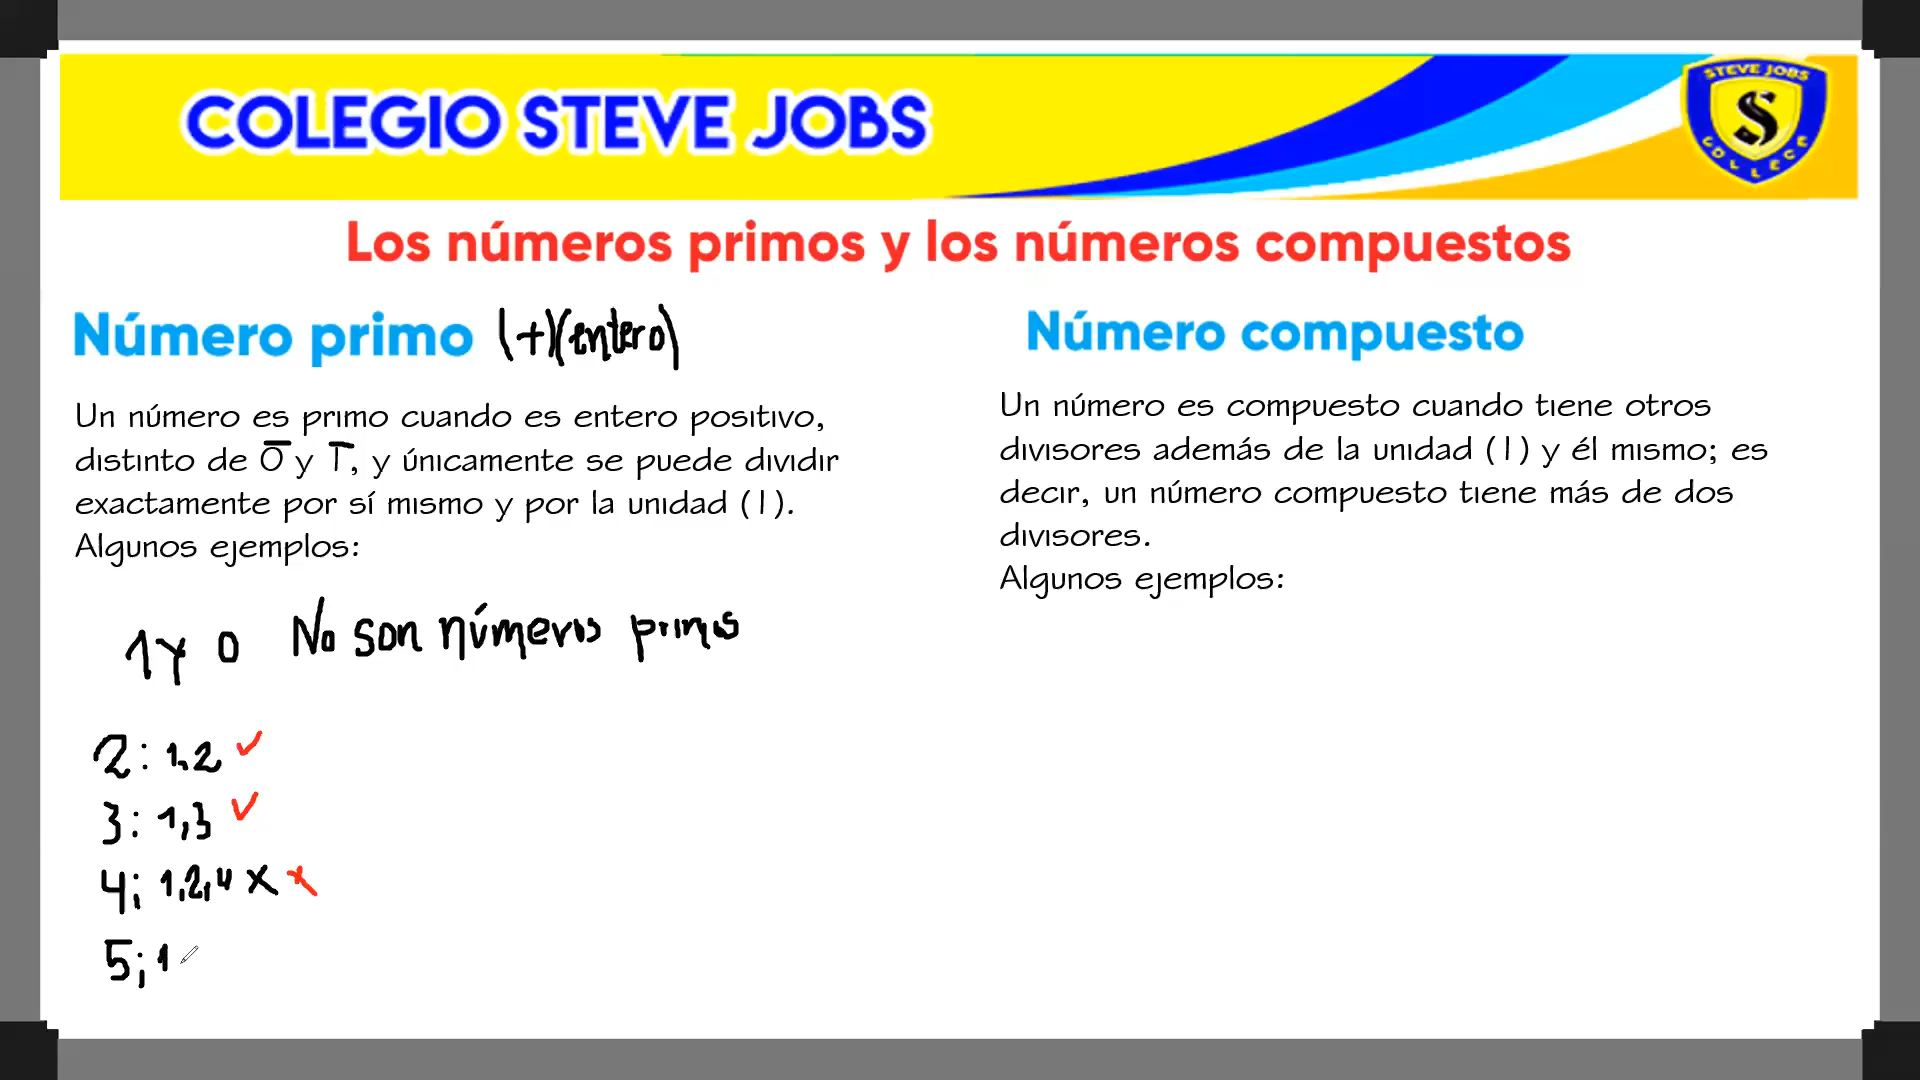 COLEGIO STEVE JOBS
STEVE JOBS
S
COLLEGE
Los números primos y los números compuestos
Número primo (+)(entero)
Un número es primo cuando es entero positivo,
distinto de 0 y 1, y únicamente se puede dividir
exactamente por sí mismo y por la unidad (1).
Algunos ejemplos:
1 y 0 No son números primos
2: 1,2 ✓
3: 1,3 ✓
4; 1,2,4 x x
5; 1
Número compuesto
Un número es compuesto cuando tiene otros
divisores además de la unidad (1) y él mismo; es
decir, un número compuesto tiene más de dos
divisores.
Algunos ejemplos: